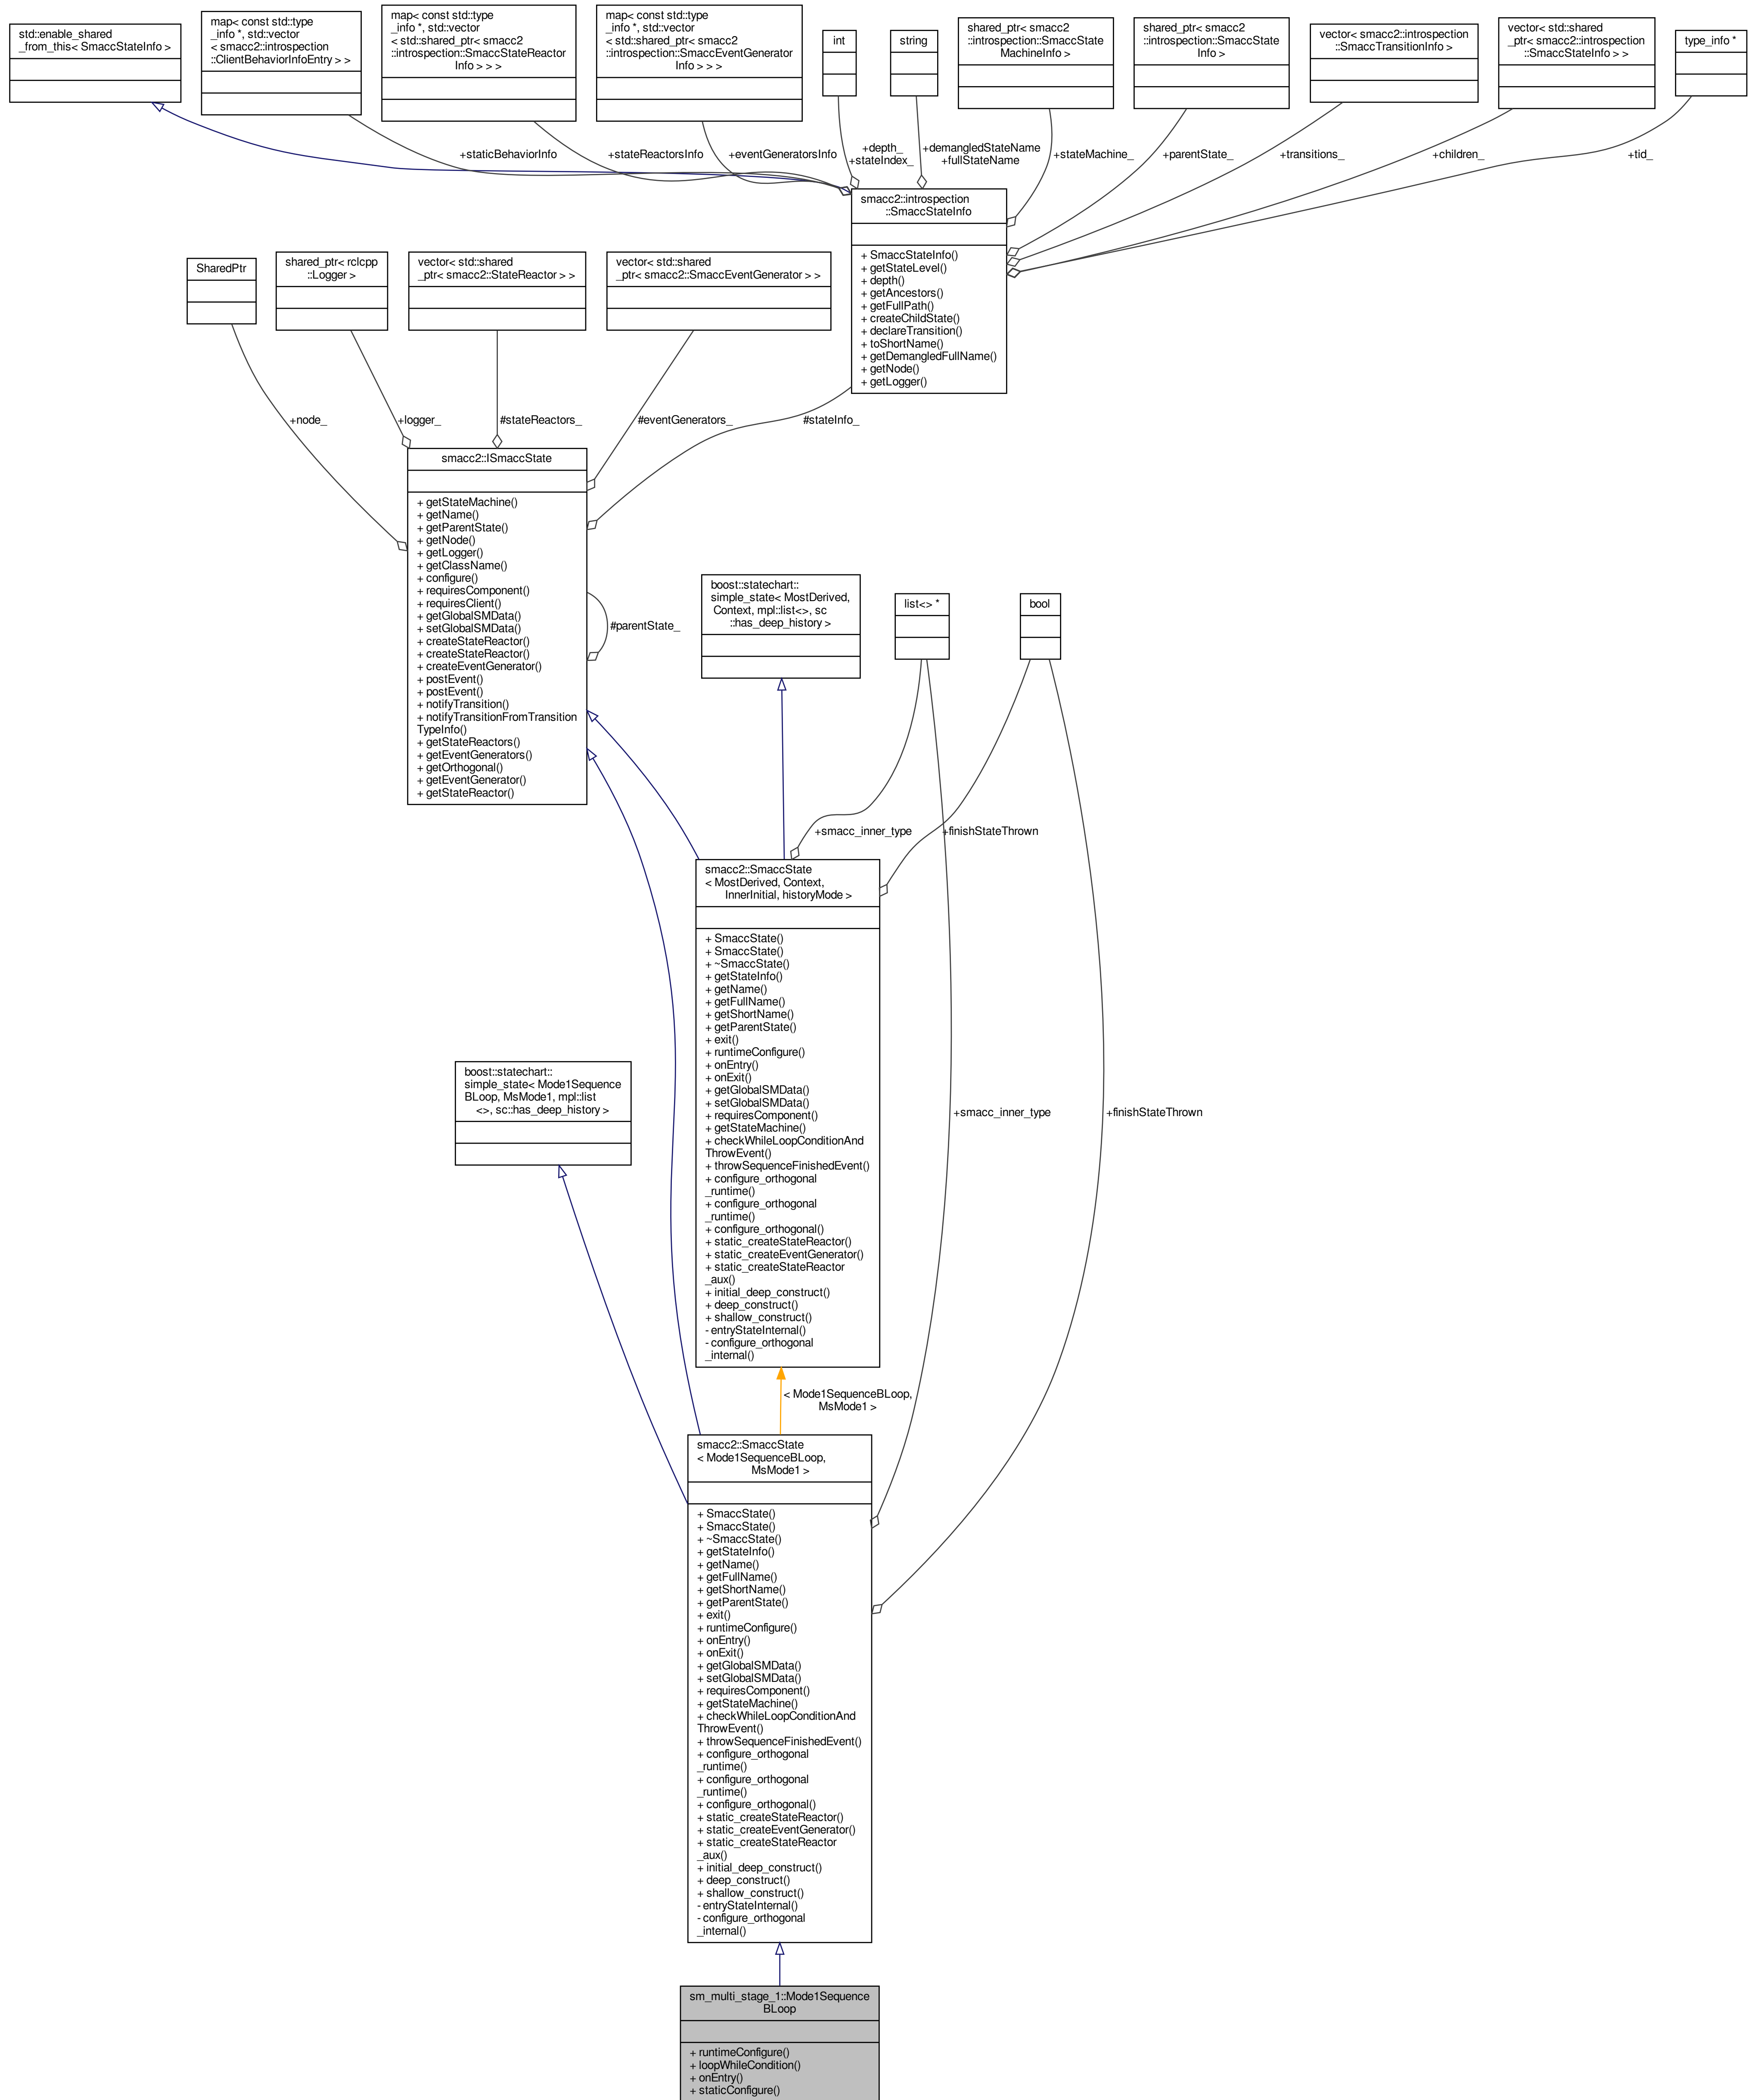 std::enable_shared
_from_this< SmaccStateInfo >
map< const std::type
_info *, std::vector
< smacc2::introspection
::ClientBehaviorInfoEntry > >
map< const std::type
_info *, std::vector
< std::shared_ptr< smacc2
::introspection::SmaccStateReactor
Info > > >
map< const std::type
_info *, std::vector
< std::shared_ptr< smacc2
::introspection::SmaccEventGenerator
Info > > >
int
string
shared_ptr< smacc2
::introspection::SmaccState
MachineInfo >
shared_ptr< smacc2
::introspection::SmaccState
Info >
vector< smacc2::introspection
::SmaccTransitionInfo >
vector< std::shared
_ptr< smacc2::introspection
::SmaccStateInfo > >
type_info *
+staticBehaviorInfo
+stateReactorsInfo
+eventGeneratorsInfo
+depth_
+stateIndex_
+demangledStateName
+fullStateName
+stateMachine_
+parentState_
+transitions_
+children_
+tid_
smacc2::introspection
::SmaccStateInfo
+ SmaccStateInfo()
+ getStateLevel()
+ depth()
+ getAncestors()
+ getFullPath()
+ createChildState()
+ declareTransition()
+ toShortName()
+ getDemangledFullName()
+ getNode()
+ getLogger()
SharedPtr
shared_ptr< rclcpp
::Logger >
vector< std::shared
_ptr< smacc2::StateReactor > >
vector< std::shared
_ptr< smacc2::SmaccEventGenerator > >
+node_
+logger_
#stateReactors_
#eventGenerators_
#stateInfo_
smacc2::ISmaccState
+ getStateMachine()
+ getName()
+ getParentState()
+ getNode()
+ getLogger()
+ getClassName()
+ configure()
+ requiresComponent()
+ requiresClient()
+ getGlobalSMData()
+ setGlobalSMData()
+ createStateReactor()
+ createStateReactor()
+ createEventGenerator()
+ postEvent()
+ postEvent()
+ notifyTransition()
+ notifyTransitionFromTransition
TypeInfo()
+ getStateReactors()
+ getEventGenerators()
+ getOrthogonal()
+ getEventGenerator()
+ getStateReactor()
#parentState_
boost::statechart::
simple_state< MostDerived,
Context, mpl::list<>, sc
::has_deep_history >
list<> *
bool
+smacc_inner_type
+finishStateThrown
smacc2::SmaccState
< MostDerived, Context,
InnerInitial, historyMode >
+ SmaccState()
+ SmaccState()
+ ~SmaccState()
+ getStateInfo()
+ getName()
+ getFullName()
+ getShortName()
+ getParentState()
+ exit()
+ runtimeConfigure()
+ onEntry()
+ onExit()
+ getGlobalSMData()
+ setGlobalSMData()
+ requiresComponent()
+ getStateMachine()
+ checkWhileLoopConditionAnd
ThrowEvent()
+ throwSequenceFinishedEvent()
+ configure_orthogonal
_runtime()
+ configure_orthogonal
_runtime()
+ configure_orthogonal()
+ static_createStateReactor()
+ static_createEventGenerator()
+ static_createStateReactor
_aux()
+ initial_deep_construct()
+ deep_construct()
+ shallow_construct()
- entryStateInternal()
- configure_orthogonal
_internal()
boost::statechart::
simple_state< Mode1Sequence
BLoop, MsMode1, mpl::list
<>, sc::has_deep_history >
+smacc_inner_type
+finishStateThrown
< Mode1SequenceBLoop,
MsMode1 >
smacc2::SmaccState
< Mode1SequenceBLoop,
MsMode1 >
+ SmaccState()
+ SmaccState()
+ ~SmaccState()
+ getStateInfo()
+ getName()
+ getFullName()
+ getShortName()
+ getParentState()
+ exit()
+ runtimeConfigure()
+ onEntry()
+ onExit()
+ getGlobalSMData()
+ setGlobalSMData()
+ requiresComponent()
+ getStateMachine()
+ checkWhileLoopConditionAnd
ThrowEvent()
+ throwSequenceFinishedEvent()
+ configure_orthogonal
_runtime()
+ configure_orthogonal
_runtime()
+ configure_orthogonal()
+ static_createStateReactor()
+ static_createEventGenerator()
+ static_createStateReactor
_aux()
+ initial_deep_construct()
+ deep_construct()
+ shallow_construct()
- entryStateInternal()
- configure_orthogonal
_internal()
sm_multi_stage_1::Mode1Sequence
BLoop
+ runtimeConfigure()
+ loopWhileCondition()
+ onEntry()
+ staticConfigure()